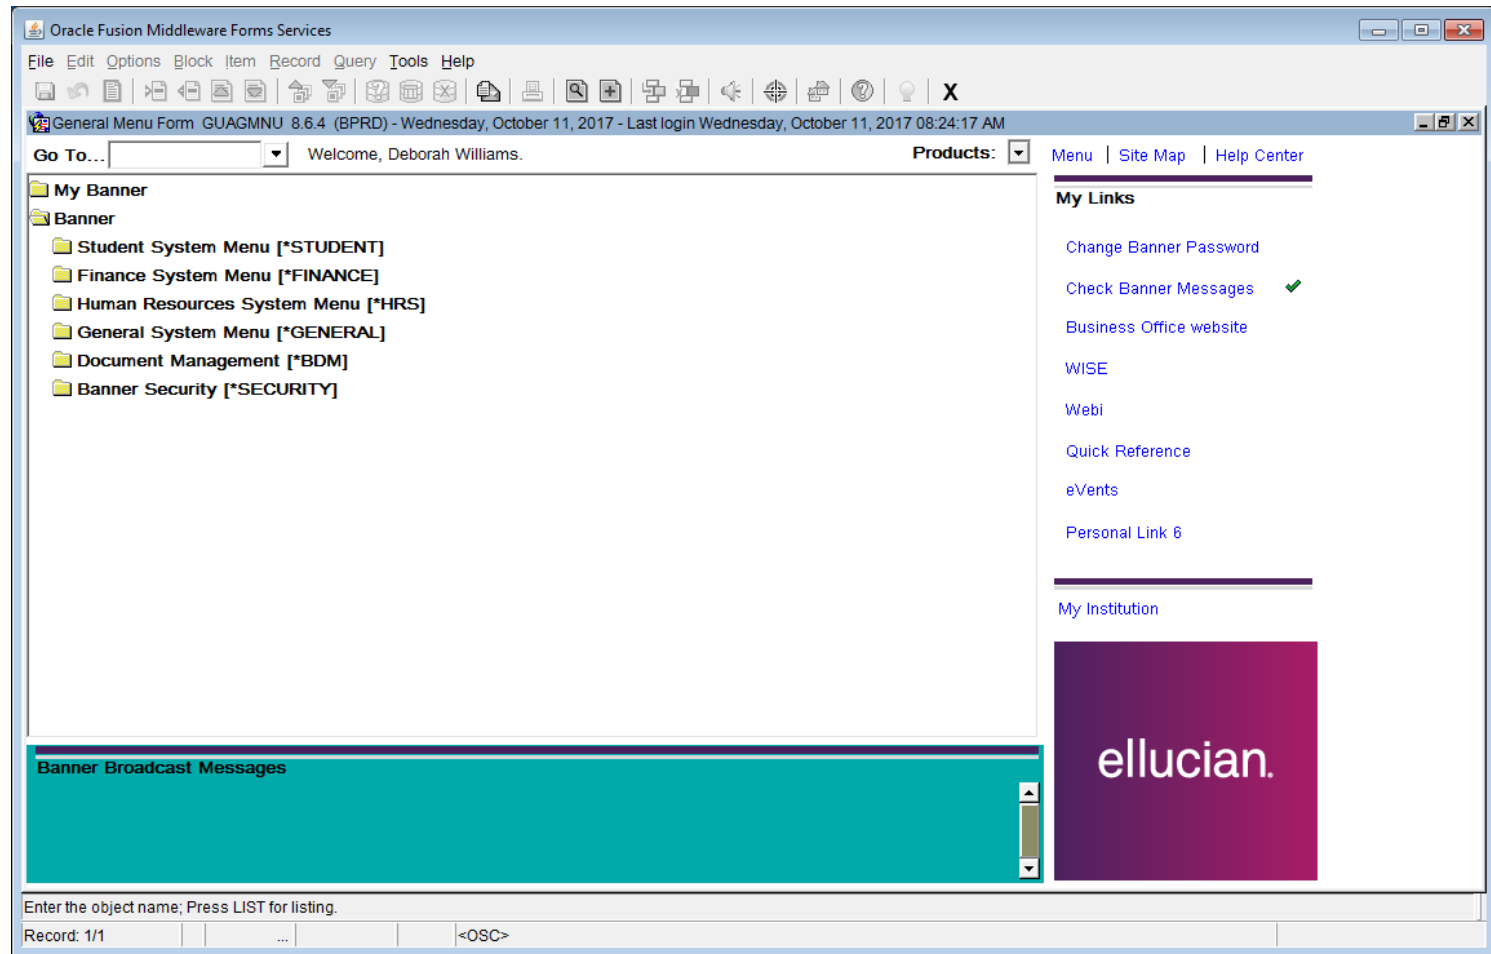 Oracle Fusion Middleware Forms Services
File Edit Options Block Item Record Query Tools Help
X
General Menu Form GUAGMNU 8.6.4 (BPRD) - Wednesday, October 11, 2017 - Last login Wednesday, October 11, 2017 08:24:17 AM
Go To... Welcome, Deborah Williams. Products: Menu | Site Map | Help Center
My Banner
Banner
Student System Menu [*STUDENT]
Finance System Menu [*FINANCE]
Human Resources System Menu [*HRS]
General System Menu [*GENERAL]
Document Management [*BDM]
Banner Security [*SECURITY]
My Links
Change Banner Password
Check Banner Messages
Business Office website
WISE
Webi
Quick Reference
eVents
Personal Link 6
My Institution
ellucian.
Banner Broadcast Messages
Enter the object name; Press LIST for listing.
Record: 1/1 ... <OSC>